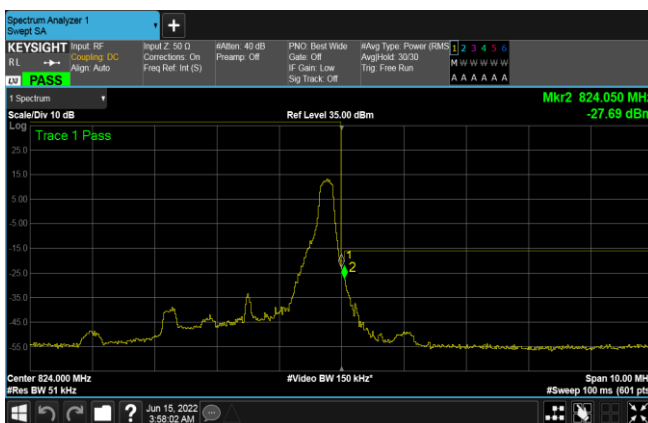 Spectrum Analyzer 1
Swept SA
+
KEYSIGHT Input: RF
RL
Coupling: DC
Align: Auto
LXI PASS
Input Z: 50 Ω
Corrections: On
Freq Ref: Int (S)
#Atten: 40 dB
Preamp: Off
PNO: Best Wide
Gate: Off
IF Gain: Low
Sig Track: Off
#Avg Type: Power (RMS
Avg|Hold: 30/30
Trig: Free Run
1 2 3 4 5 6
M W W W W W
A A A A A A
1 Spectrum
Mkr2 824.050 MHz
Scale/Div 10 dB
Ref Level 35.00 dBm
-27.69 dBm
Log
Trace 1 Pass
25.0
15.0
5.00
-5.00
-15.0
1
2
-25.0
-35.0
-45.0
-55.0
Center 824.000 MHz
#Video BW 150 kHz*
Span 10.00 MHz
#Res BW 51 kHz
#Sweep 100 ms (601 pts)
?
Jun 15, 2022
3:58:02 AM